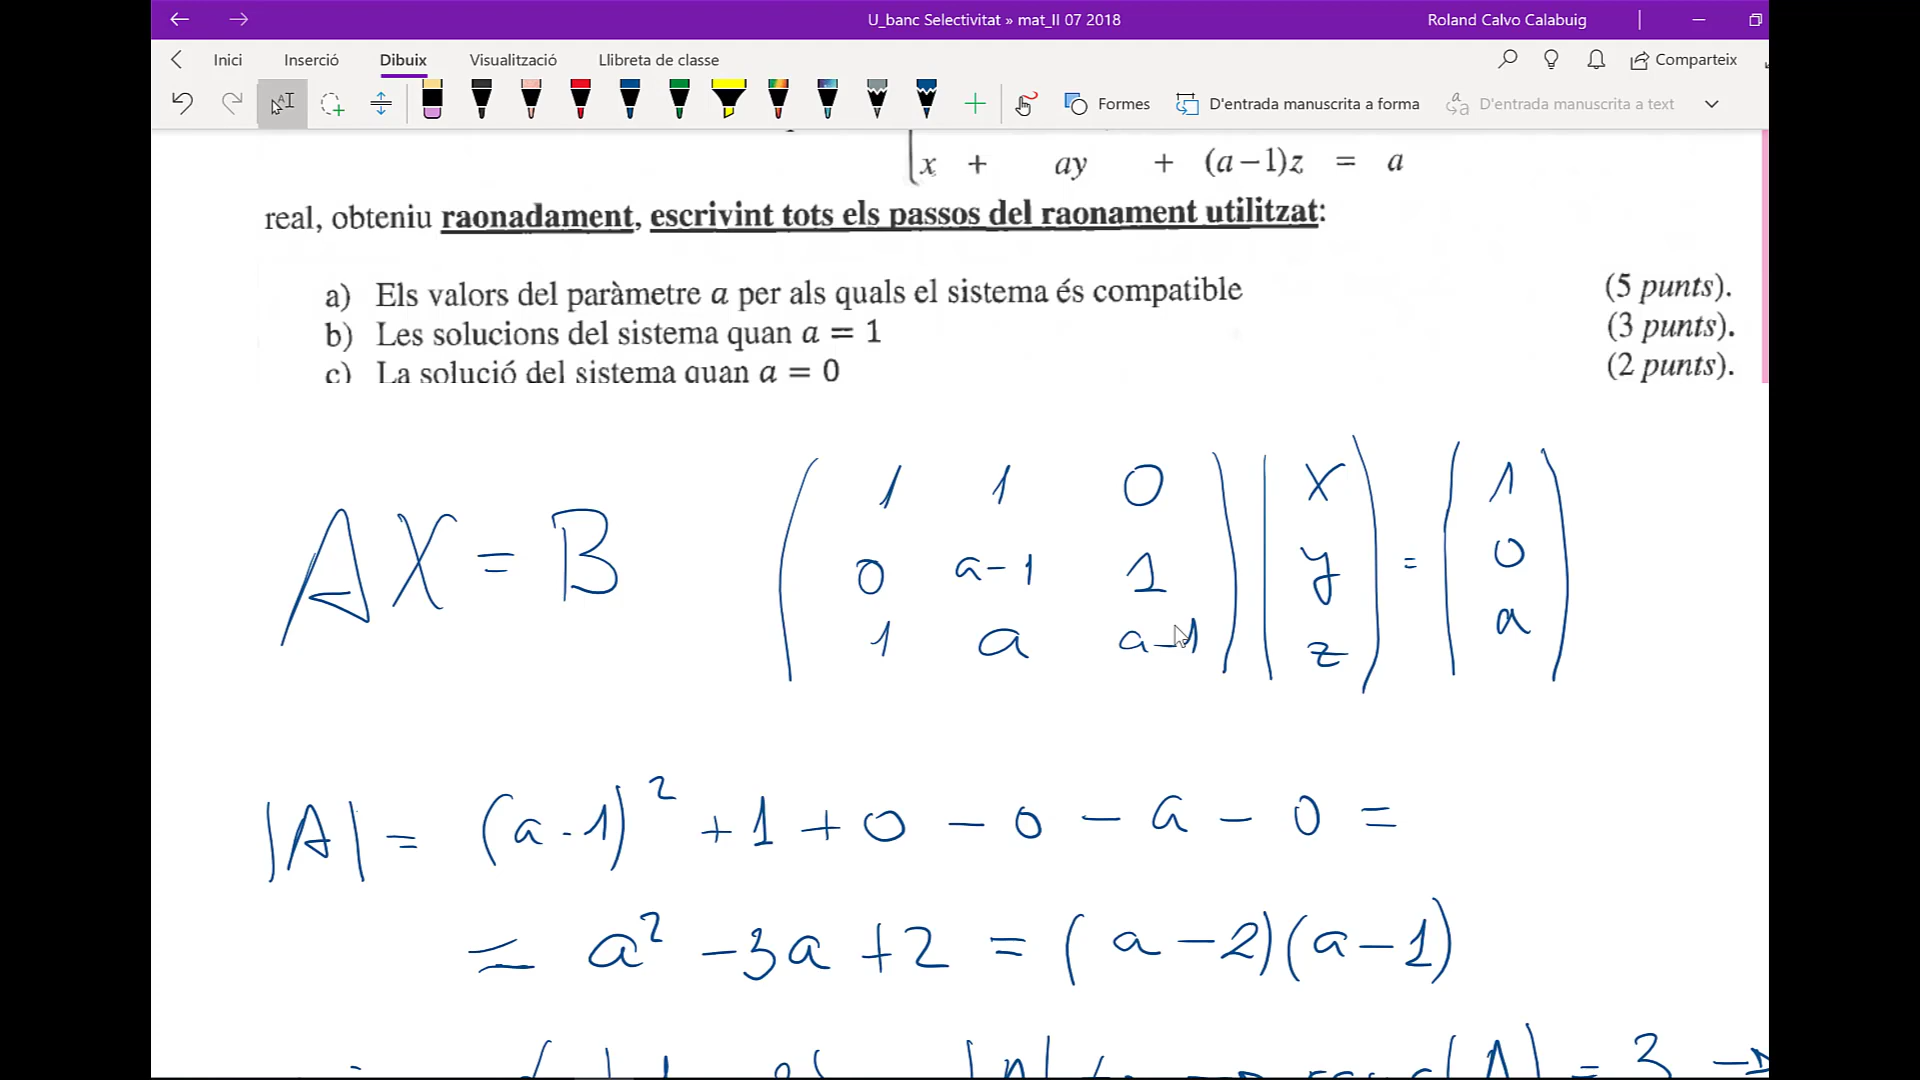 U_banc Selectivitat » mat_II 07 2018
Roland Calvo Calabuig
Inici Inserció Dibuix Visualització Llibreta de classe
Comparteix
Formes D'entrada manuscrita a forma D'entrada manuscrita a text
x + ay + (a−1)z = a
real, obteniu raonadament, escrivint tots els passos del raonament utilitzat:
a) Els valors del paràmetre a per als quals el sistema és compatible (5 punts).
b) Les solucions del sistema quan a = 1 (3 punts).
c) La solució del sistema quan a = 0 (2 punts).
AX = B
1 1 0 x 1
0 a-1 1 y = 0
1 a a-1 z a
|A| = (a-1)² + 1 + 0 - 0 - a - 0 =
= a² - 3a + 2 = (a-2)(a-1)
= 3